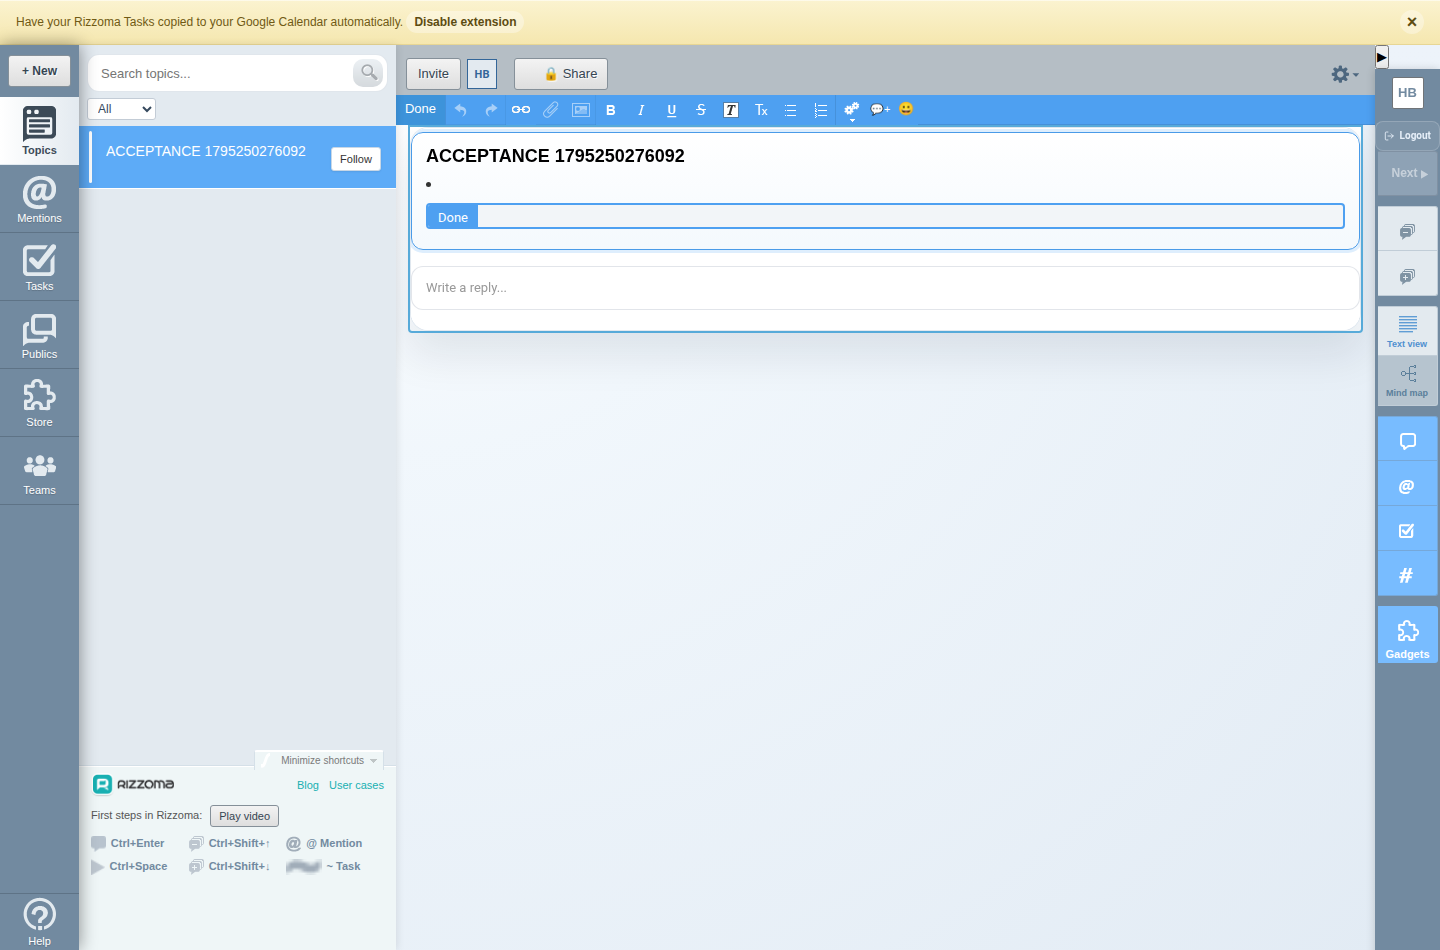 Have your Rizzoma Tasks copied to your Google Calendar automatically. Disable extension ✕
+ New
Topics
Mentions
Tasks
Publics
Store
Teams
Help
Search topics...
All
ACCEPTANCE 1795250276092
Follow
Minimize shortcuts
RIZZOMA
Blog User cases
First steps in Rizzoma: Play video
Ctrl+Enter Ctrl+Shift+↑ @ @ Mention
Ctrl+Space Ctrl+Shift+↓ ~ Task
Invite HB 🔒 Share
Done B I U S T Tx 💬+ 😀
ACCEPTANCE 1795250276092
•
Done
Write a reply...
▶
HB
Logout
Next ▶
Text view
Mind map
@
#
Gadgets